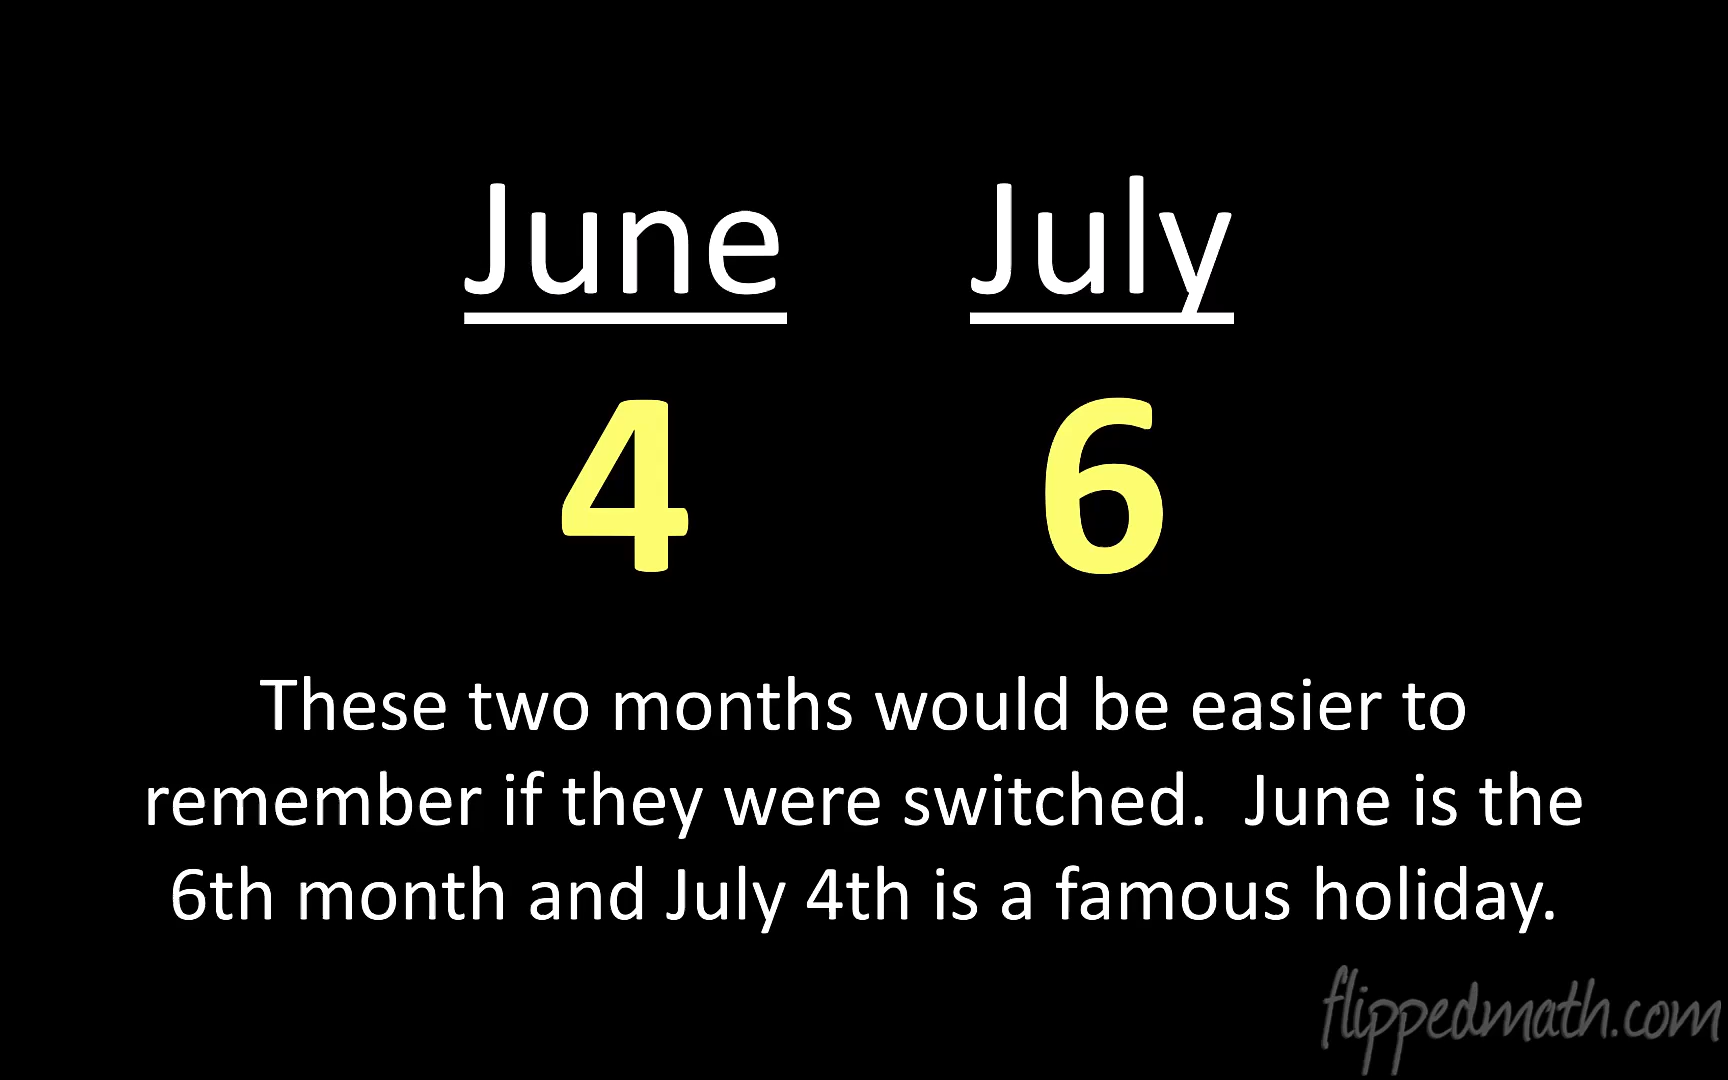 June July
4 6
These two months would be easier to
remember if they were switched.  June is the
6th month and July 4th is a famous holiday.
flippedmath.com